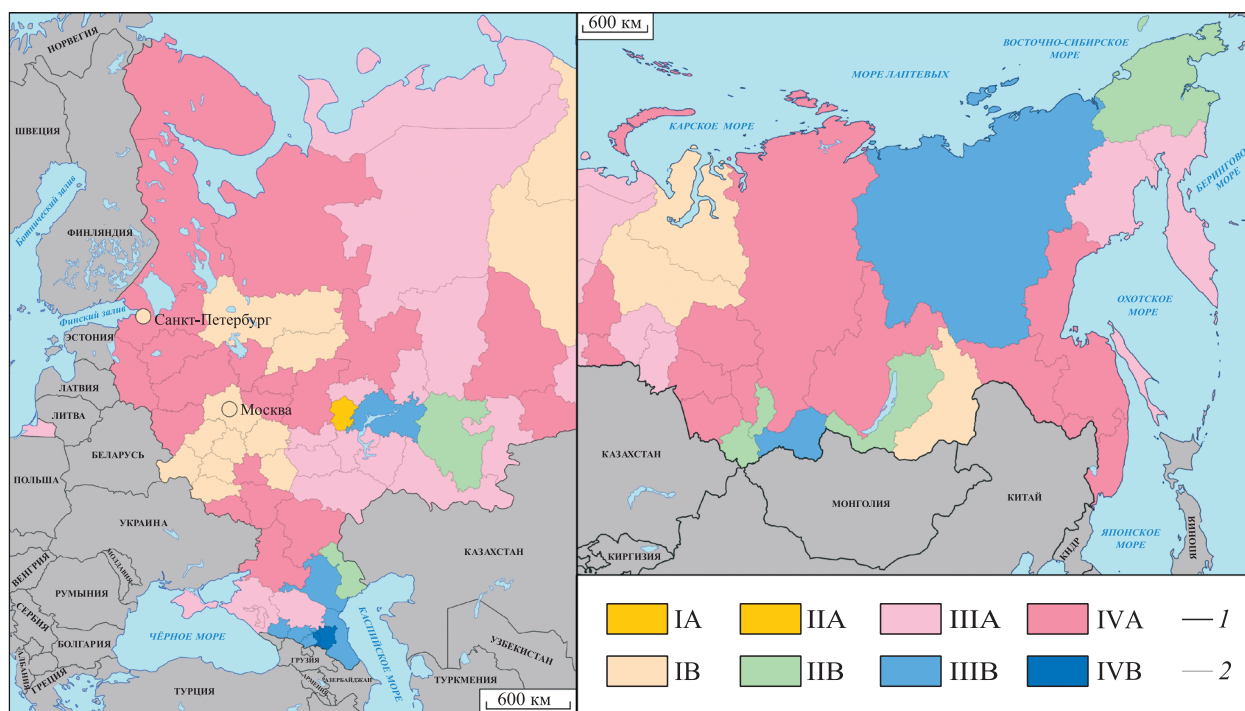 НОРВЕГИЯ
ШВЕЦИЯ
Ботнический залив
ФИНЛЯНДИЯ
Финский залив
Санкт-Петербург
ЭСТОНИЯ
ЛАТВИЯ
ЛИТВА
Москва
БЕЛАРУСЬ
ПОЛЬША
УКРАИНА
КАЗАХСТАН
ВЕНГРИЯ
МОЛДАВИЯ
РУМЫНИЯ
СЕРБИЯ
ЧЁРНОЕ МОРЕ
КАСПИЙСКОЕ МОРЕ
БОЛГАРИЯ
УЗБЕКИСТАН
АЛБАНИЯ
ГРЕЦИЯ
ГРУЗИЯ
АРМЕНИЯ
АЗЕРБАЙДЖАН
ТУРКМЕНИЯ
ТУРЦИЯ
600 км
600 км
ВОСТОЧНО-СИБИРСКОЕ
МОРЕ
МОРЕ ЛАПТЕВЫХ
КАРСКОЕ МОРЕ
БЕРИНГОВО
МОРЕ
ОХОТСКОЕ
МОРЕ
КАЗАХСТАН
МОНГОЛИЯ
КИТАЙ
КИРГИЗИЯ
КНДР
ЯПОНСКОЕ
МОРЕ
ЯПОНИЯ
IA
IIA
IIIA
IVA
1
IB
IIB
IIIB
IVB
2